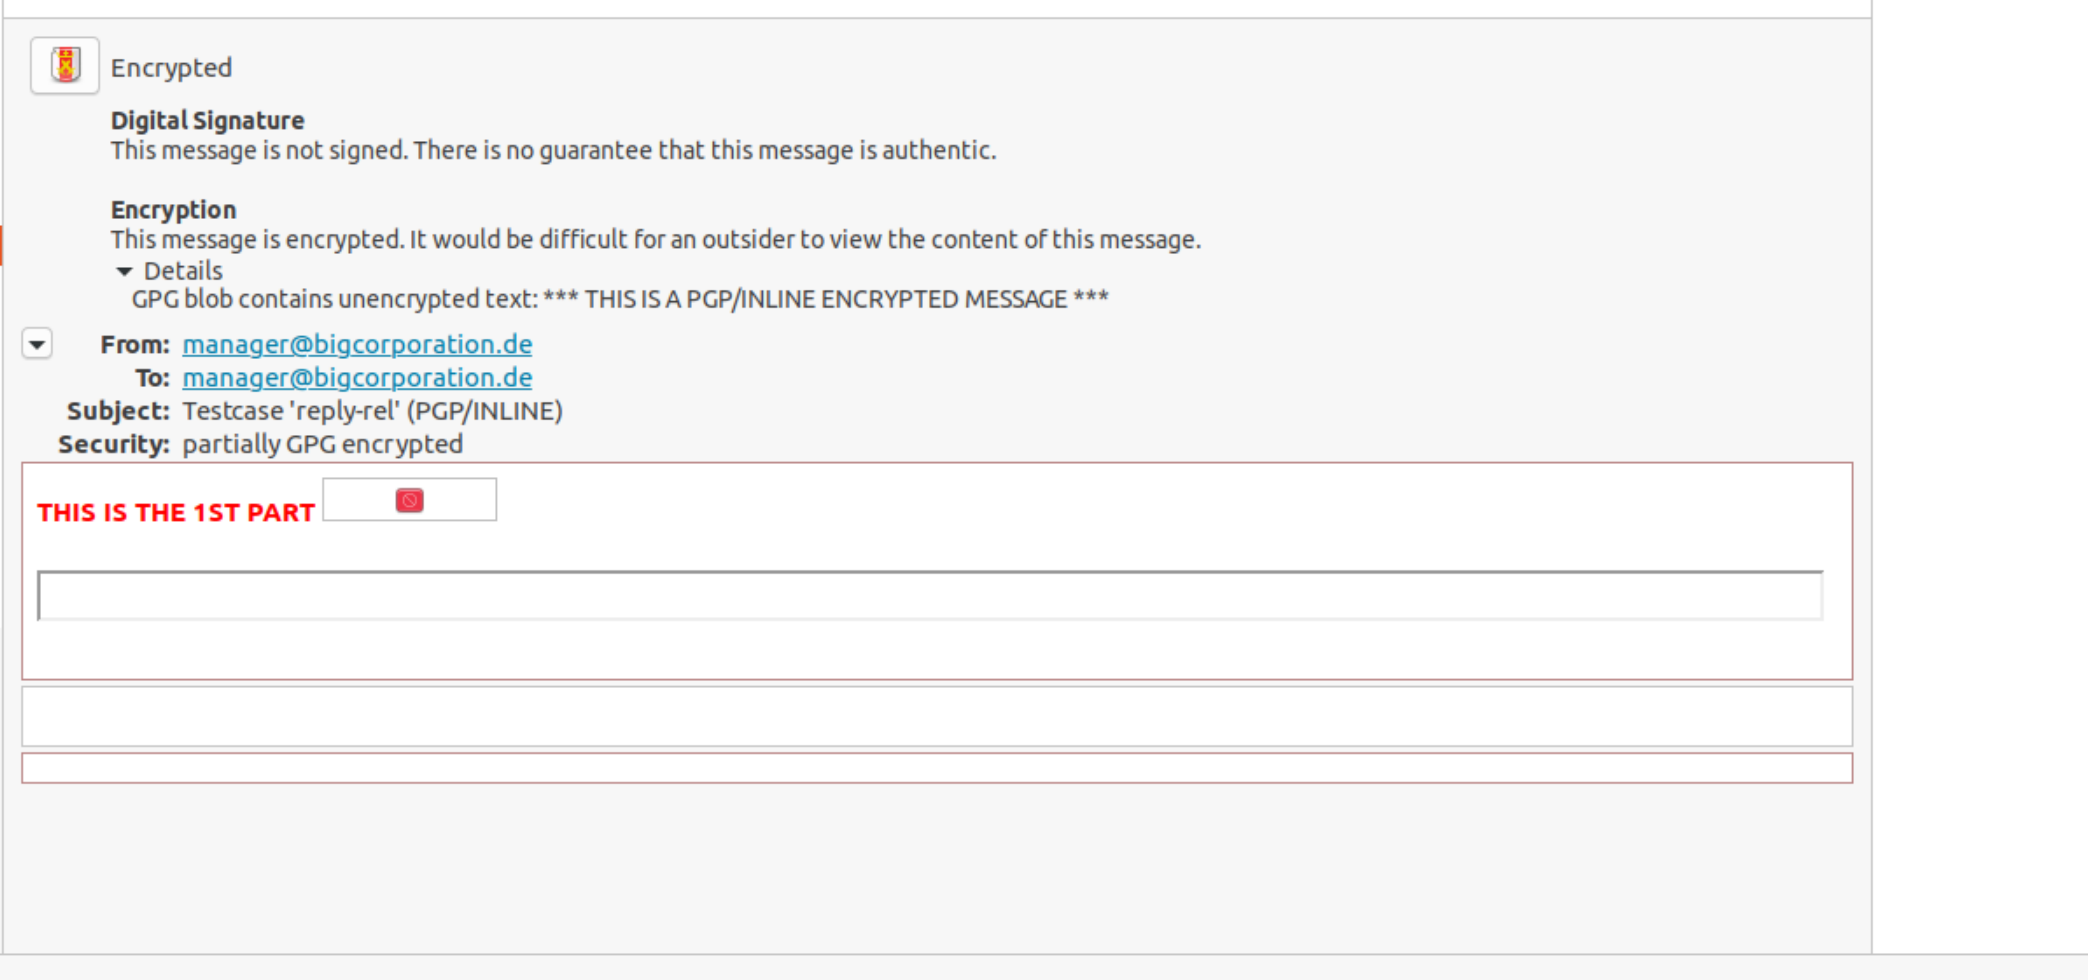 Encrypted
Digital Signature
This message is not signed. There is no guarantee that this message is authentic.
Encryption
This message is encrypted. It would be difficult for an outsider to view the content of this message.
Details
GPG blob contains unencrypted text: *** THIS IS A PGP/INLINE ENCRYPTED MESSAGE ***
From: manager@bigcorporation.de
To: manager@bigcorporation.de
Subject: Testcase 'reply-rel' (PGP/INLINE)
Security: partially GPG encrypted
THIS IS THE 1ST PART